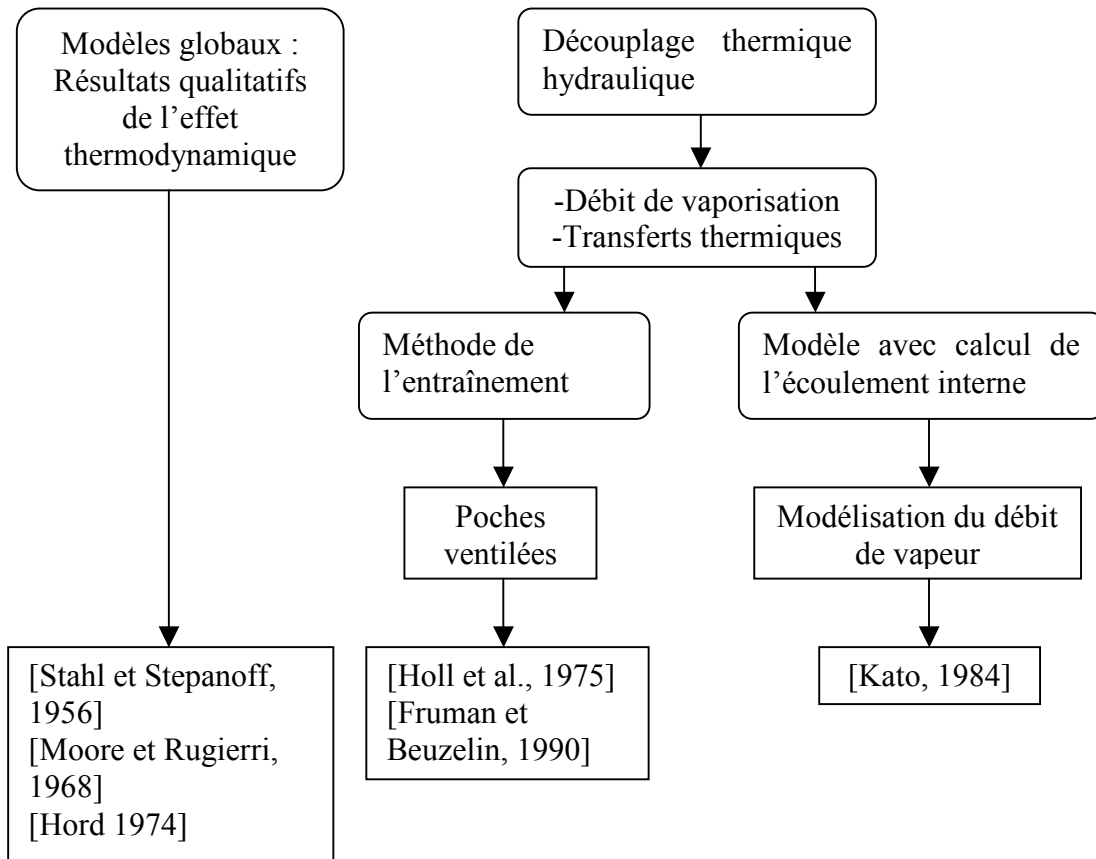 Modèles globaux :
Résultats qualitatifs
de l’effet
thermodynamique
Découplage thermique
hydraulique
-Débit de vaporisation
-Transferts thermiques
Méthode de
l’entraînement
Modèle avec calcul de
l’écoulement interne
Poches
ventilées
Modélisation du débit
de vapeur
[Stahl et Stepanoff,
1956]
[Moore et Rugierri,
1968]
[Hord 1974]
[Holl et al., 1975]
[Fruman et
Beuzelin, 1990]
[Kato, 1984]